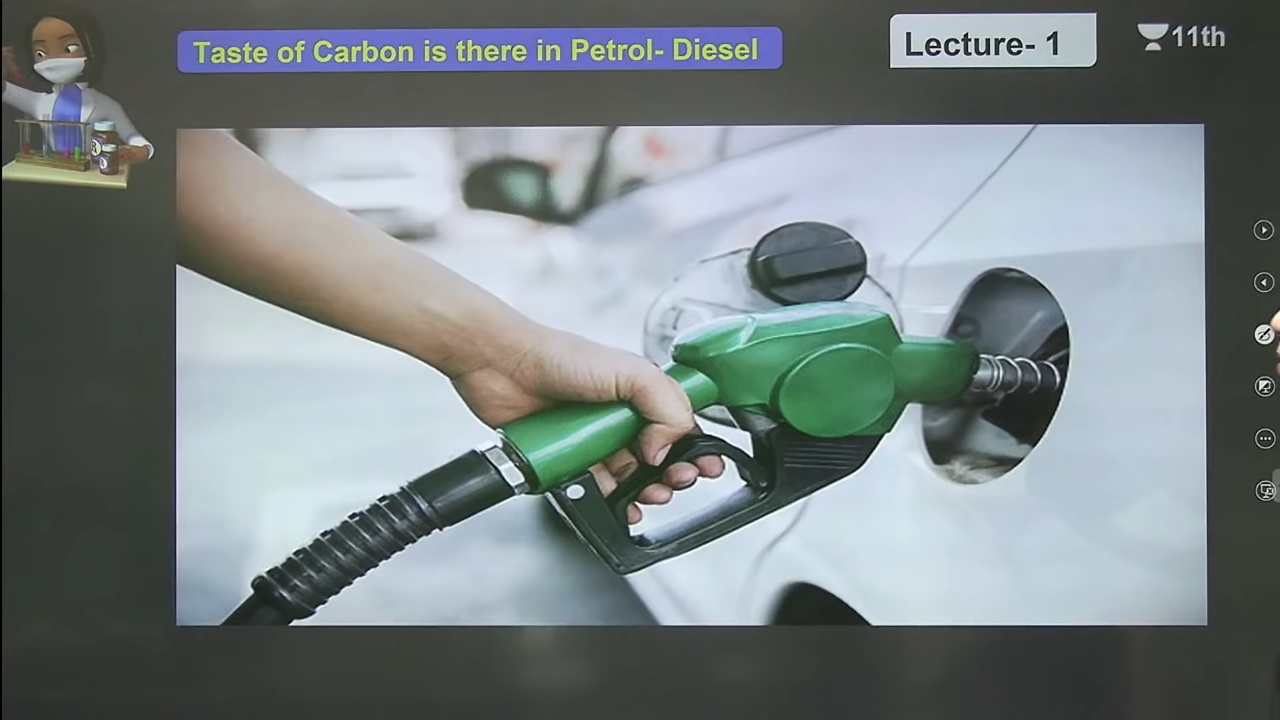 Taste of Carbon is there in Petrol- Diesel
Lecture- 1
11th